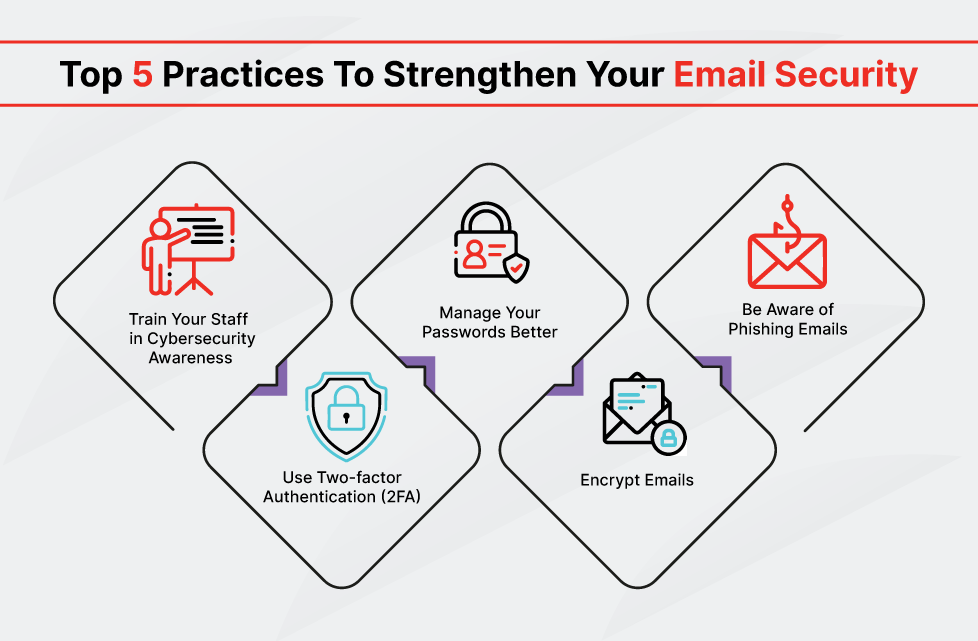 Top 5 Practices To Strengthen Your Email Security
Train Your Staff
in Cybersecurity
Awareness
Use Two-factor
Authentication (2FA)
Manage Your
Passwords Better
Encrypt Emails
Be Aware of
Phishing Emails